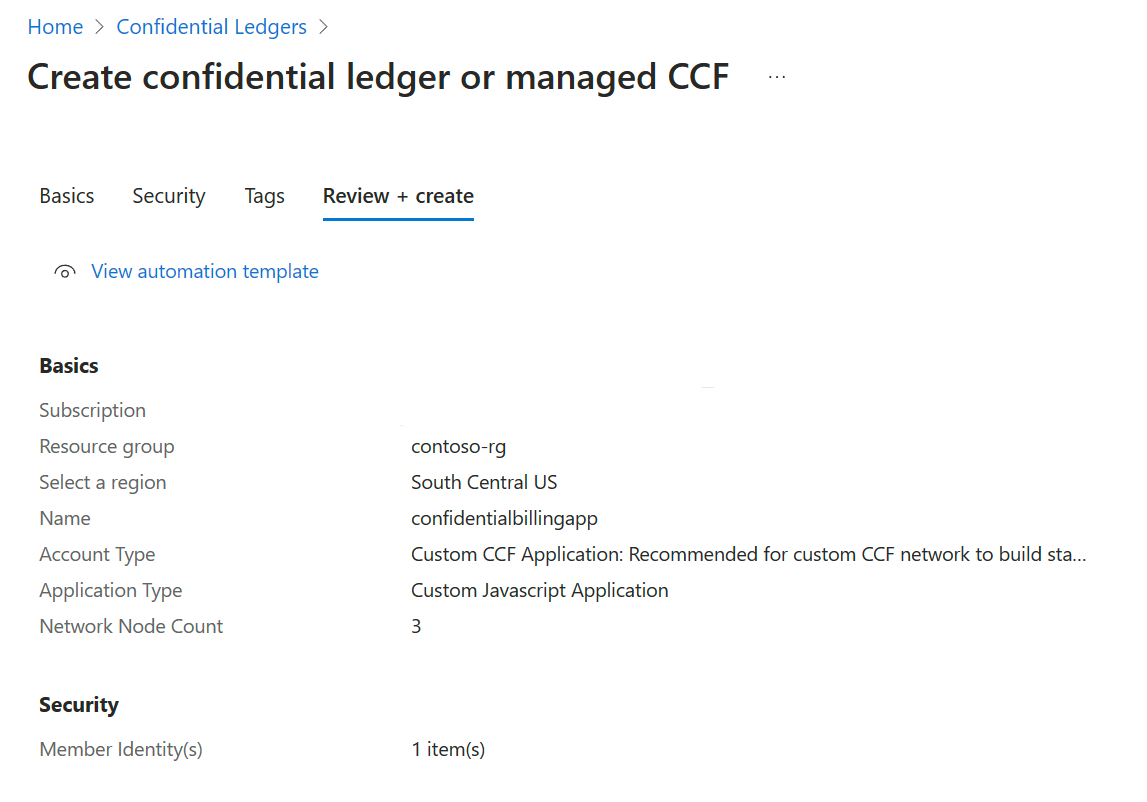 Home > Confidential Ledgers >
Create confidential ledger or managed CCF ...
Basics Security Tags Review + create
View automation template
Basics
Subscription
Resource group contoso-rg
Select a region South Central US
Name confidentialbillingapp
Account Type Custom CCF Application: Recommended for custom CCF network to build sta...
Application Type Custom Javascript Application
Network Node Count 3
Security
Member Identity(s) 1 item(s)